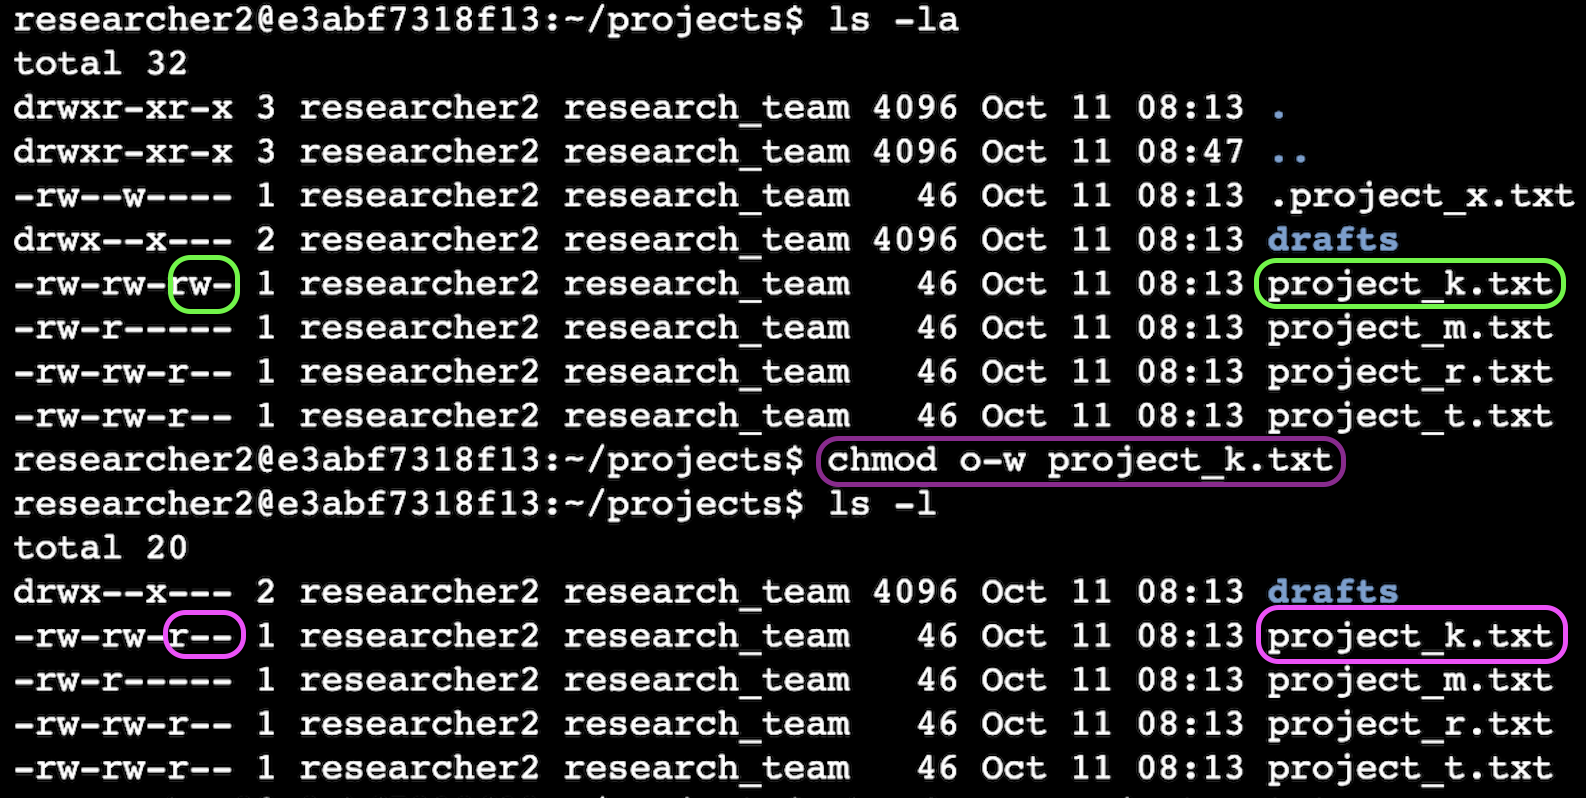 researcher2@e3abf7318f13:~/projects$ ls -la
total 32
drwxr-xr-x 3 researcher2 research_team 4096 Oct 11 08:13 .
drwxr-xr-x 3 researcher2 research_team 4096 Oct 11 08:47 ..
-rw--w---- 1 researcher2 research_team   46 Oct 11 08:13 .project_x.txt
drwx--x--- 2 researcher2 research_team 4096 Oct 11 08:13 drafts
-rw-rw-rw- 1 researcher2 research_team   46 Oct 11 08:13 project_k.txt
-rw-r----- 1 researcher2 research_team   46 Oct 11 08:13 project_m.txt
-rw-rw-r-- 1 researcher2 research_team   46 Oct 11 08:13 project_r.txt
-rw-rw-r-- 1 researcher2 research_team   46 Oct 11 08:13 project_t.txt
researcher2@e3abf7318f13:~/projects$ chmod o-w project_k.txt
researcher2@e3abf7318f13:~/projects$ ls -l
total 20
drwx--x--- 2 researcher2 research_team 4096 Oct 11 08:13 drafts
-rw-rw-r-- 1 researcher2 research_team   46 Oct 11 08:13 project_k.txt
-rw-r----- 1 researcher2 research_team   46 Oct 11 08:13 project_m.txt
-rw-rw-r-- 1 researcher2 research_team   46 Oct 11 08:13 project_r.txt
-rw-rw-r-- 1 researcher2 research_team   46 Oct 11 08:13 project_t.txt